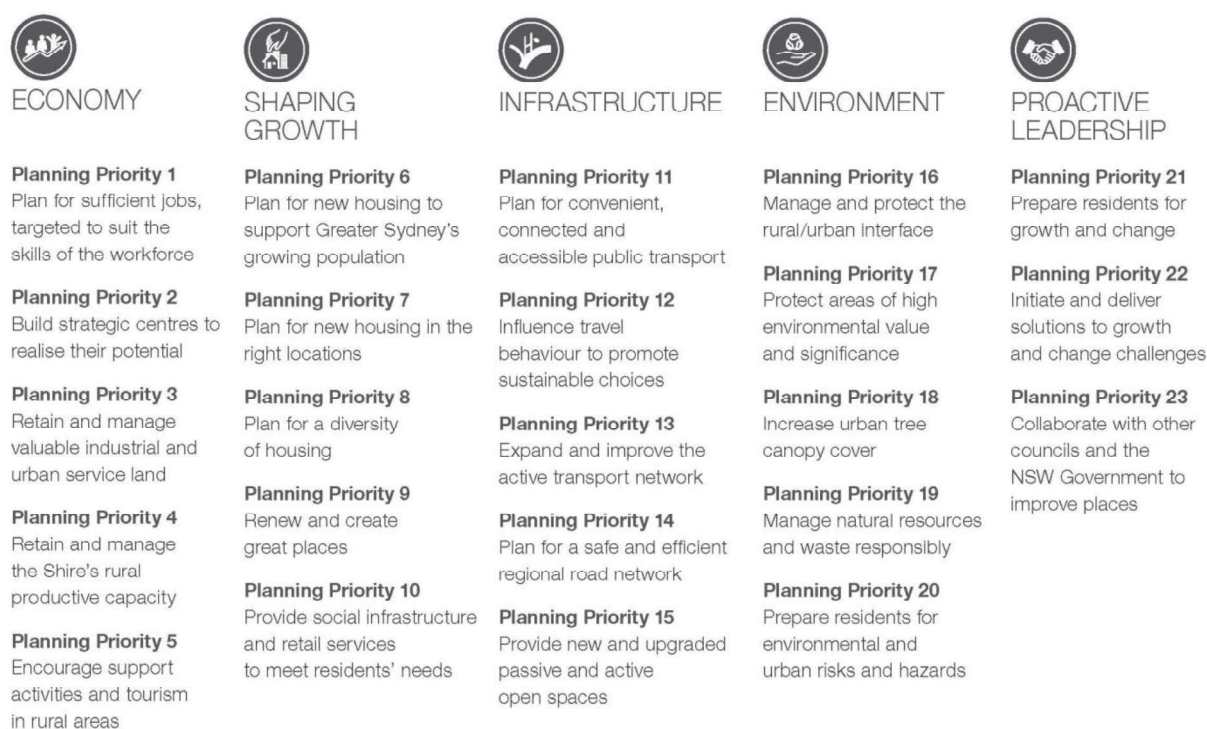 ECONOMY
Planning Priority 1
Plan for sufficient jobs,
targeted to suit the
skills of the workforce
Planning Priority 2
Build strategic centres to
realise their potential
Planning Priority 3
Retain and manage
valuable industrial and
urban service land
Planning Priority 4
Retain and manage
the Shire's rural
productive capacity
Planning Priority 5
Encourage support
activities and tourism
in rural areas
SHAPING
GROWTH
Planning Priority 6
Plan for new housing to
support Greater Sydney's
growing population
Planning Priority 7
Plan for new housing in the
right locations
Planning Priority 8
Plan for a diversity
of housing
Planning Priority 9
Renew and create
great places
Planning Priority 10
Provide social infrastructure
and retail services
to meet residents' needs
INFRASTRUCTURE
Planning Priority 11
Plan for convenient,
connected and
accessible public transport
Planning Priority 12
Influence travel
behaviour to promote
sustainable choices
Planning Priority 13
Expand and improve the
active transport network
Planning Priority 14
Plan for a safe and efficient
regional road network
Planning Priority 15
Provide new and upgraded
passive and active
open spaces
ENVIRONMENT
Planning Priority 16
Manage and protect the
rural/urban interface
Planning Priority 17
Protect areas of high
environmental value
and significance
Planning Priority 18
Increase urban tree
canopy cover
Planning Priority 19
Manage natural resources
and waste responsibly
Planning Priority 20
Prepare residents for
environmental and
urban risks and hazards
PROACTIVE
LEADERSHIP
Planning Priority 21
Prepare residents for
growth and change
Planning Priority 22
Initiate and deliver
solutions to growth
and change challenges
Planning Priority 23
Collaborate with other
councils and the
NSW Government to
improve places